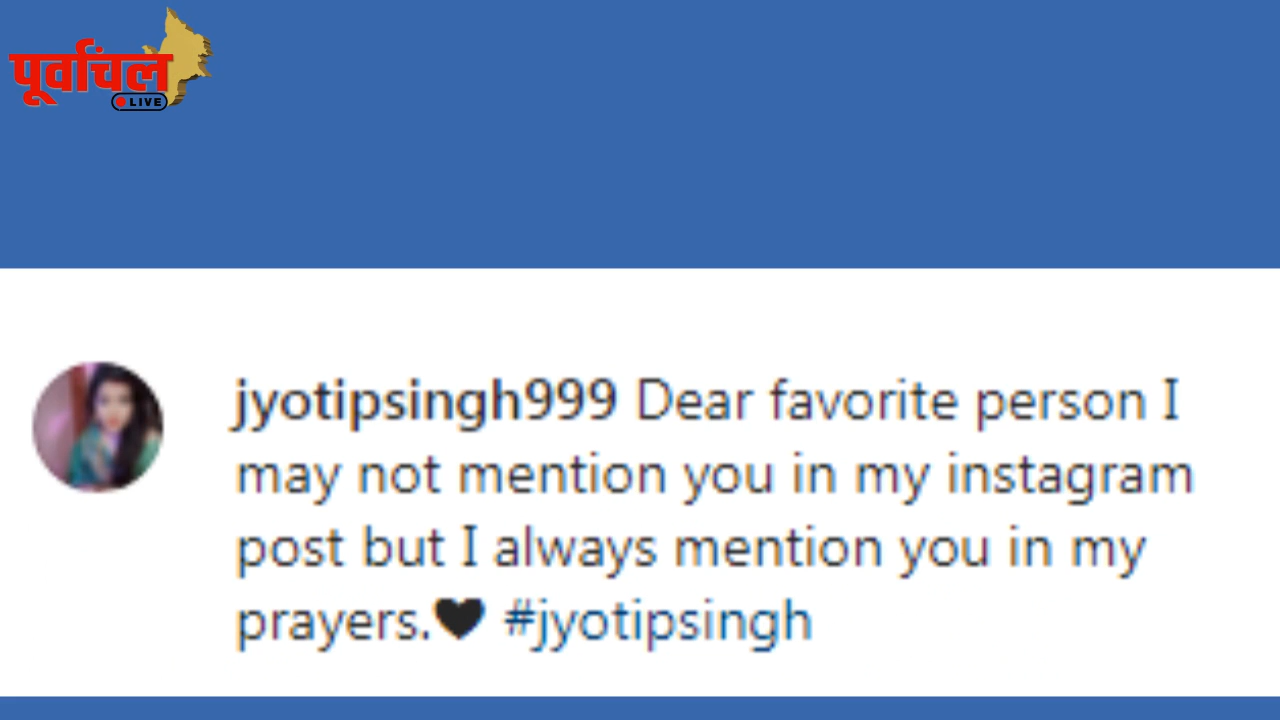 पूर्वांचल
LIVE
jyotipsingh999 Dear favorite person I
may not mention you in my instagram
post but I always mention you in my
prayers.🖤 #jyotipsingh